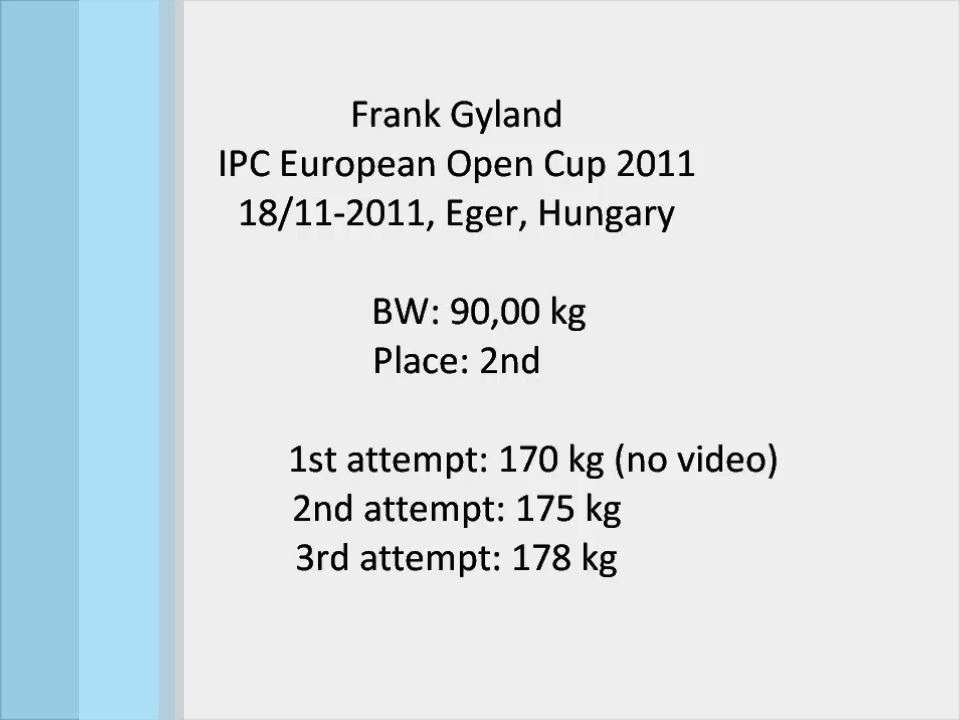 Frank Gyland
IPC European Open Cup 2011
18/11-2011, Eger, Hungary
BW: 90,00 kg
Place: 2nd
1st attempt: 170 kg (no video)
2nd attempt: 175 kg
3rd attempt: 178 kg